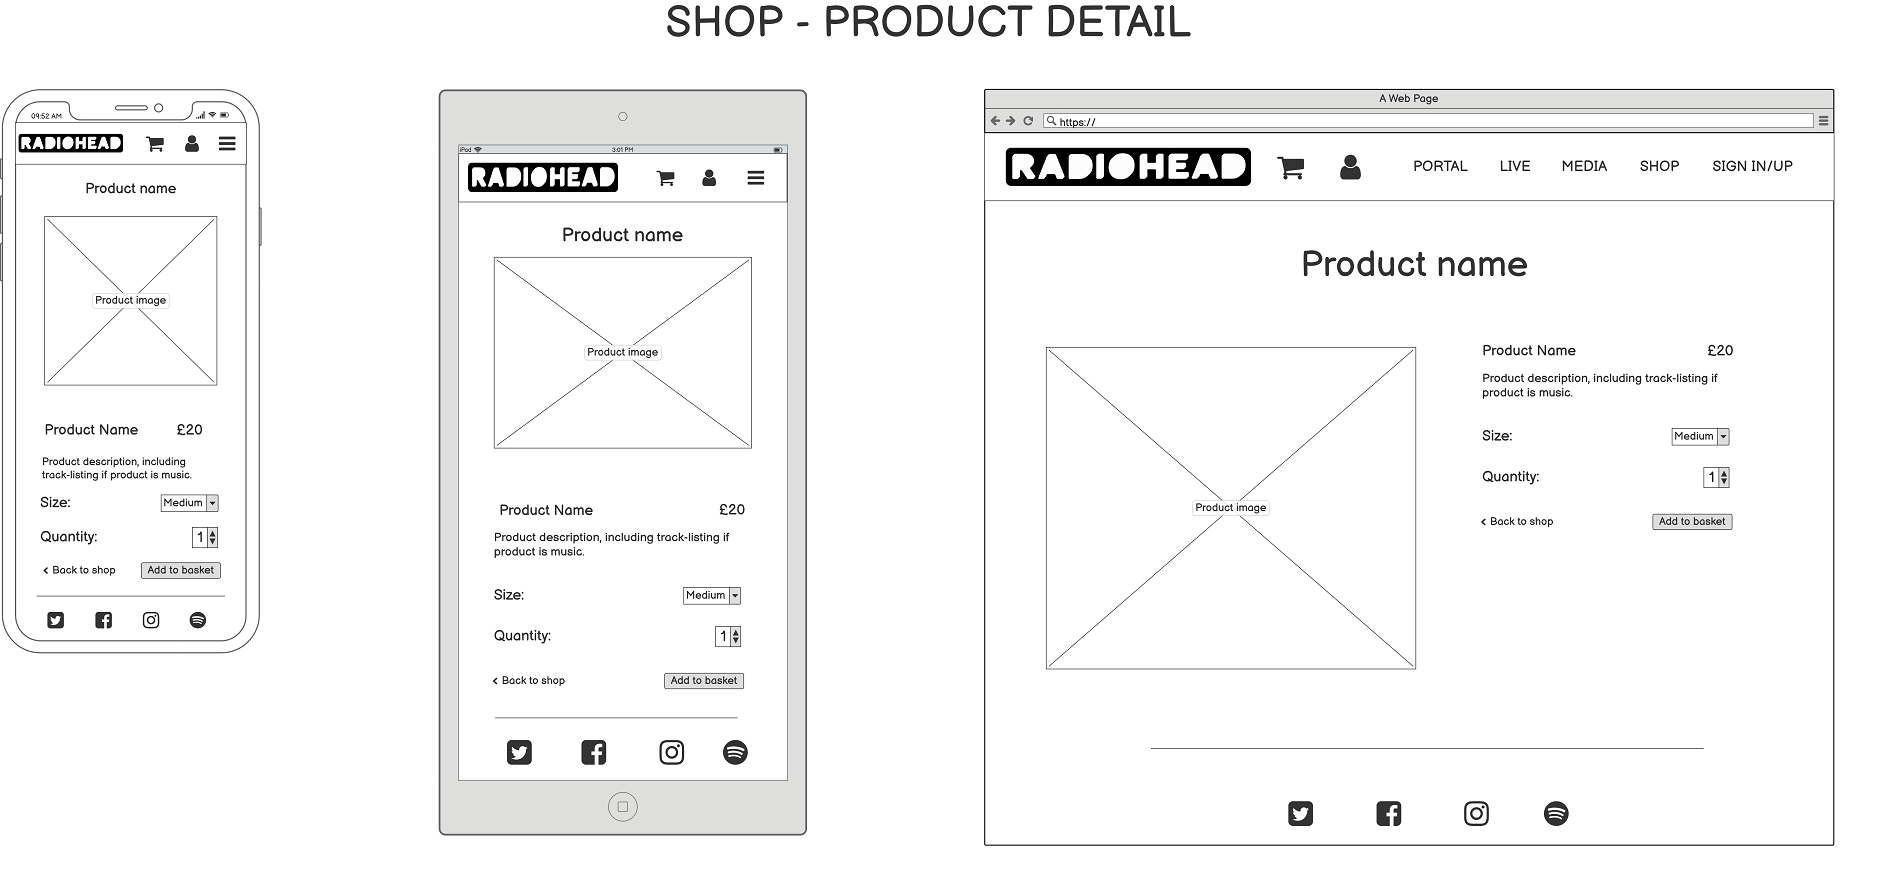 SHOP - PRODUCT DETAIL
09:52 AM
RADIOHEAD
Product name
Product image
Product Name £20
Product description, including
track-listing if product is music.
Size: Medium
Quantity: 1
Back to shop Add to basket
iPod 3:01 PM
RADIOHEAD
Product name
Product image
Product Name £20
Product description, including track-listing if
product is music.
Size: Medium
Quantity: 1
Back to shop Add to basket
A Web Page
https://
RADIOHEAD PORTAL LIVE MEDIA SHOP SIGN IN/UP
Product name
Product image
Product Name £20
Product description, including track-listing if
product is music.
Size: Medium
Quantity: 1
Back to shop Add to basket